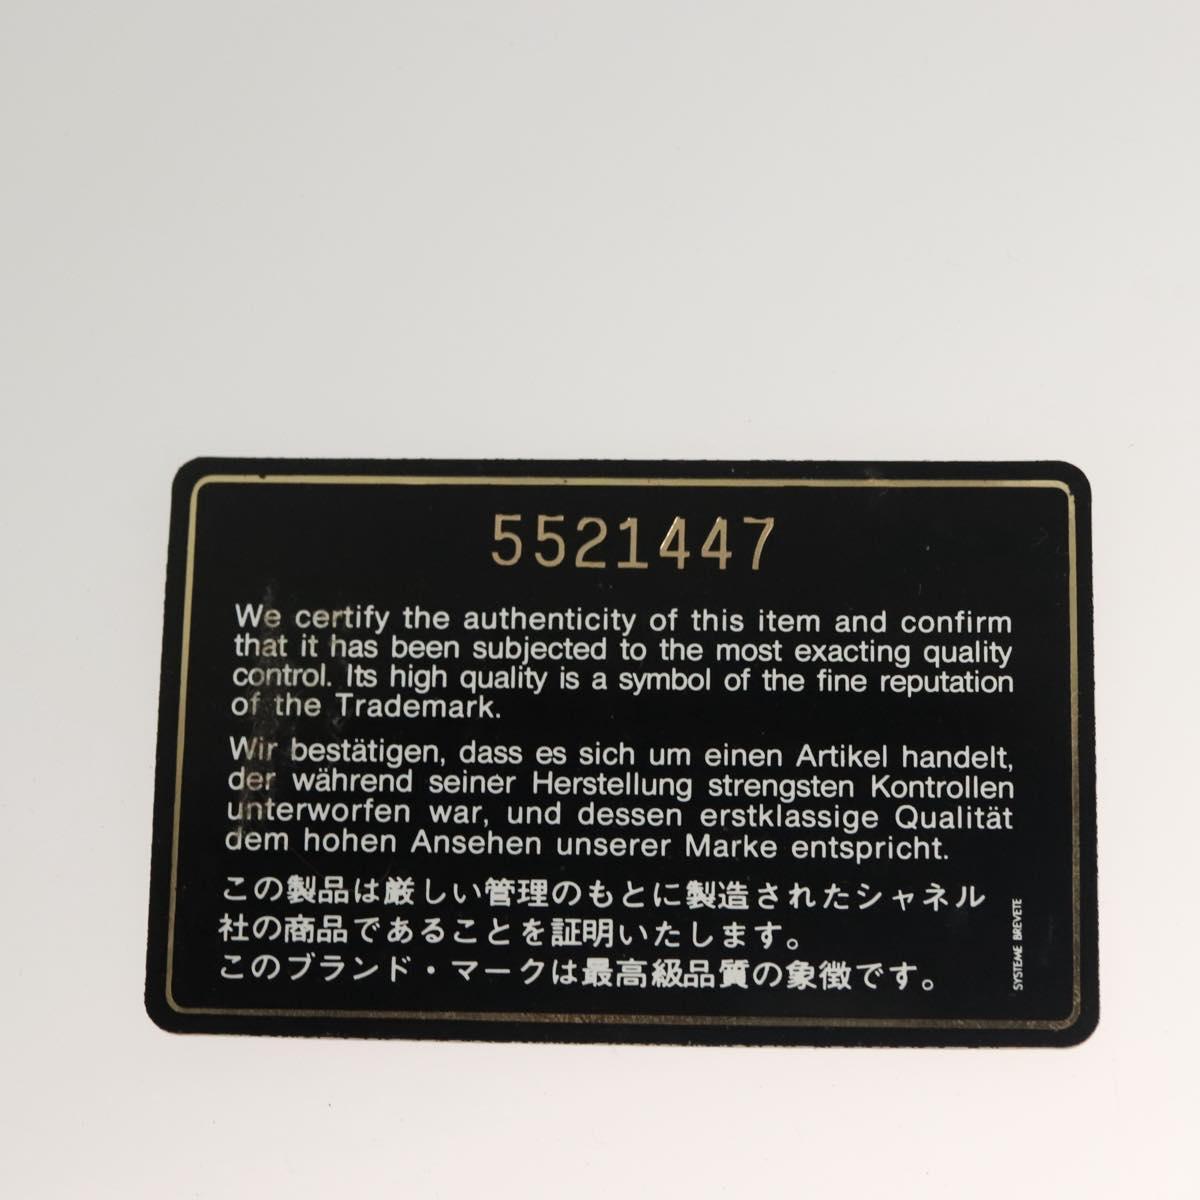 5521447
We certify the authenticity of this item and confirm
that it has been subjected to the most exacting quality
control. Its high quality is a symbol of the fine reputation
of the Trademark.
Wir bestätigen, dass es sich um einen Artikel handelt,
der während seiner Herstellung strengsten Kontrollen
unterworfen war, und dessen erstklassige Qualität
dem hohen Ansehen unserer Marke entspricht.
この製品は厳しい管理のもとに製造されたシャネル
社の商品であることを証明いたします。
このブランド・マークは最高級品質の象徴です。
SYSTEME BREVETE